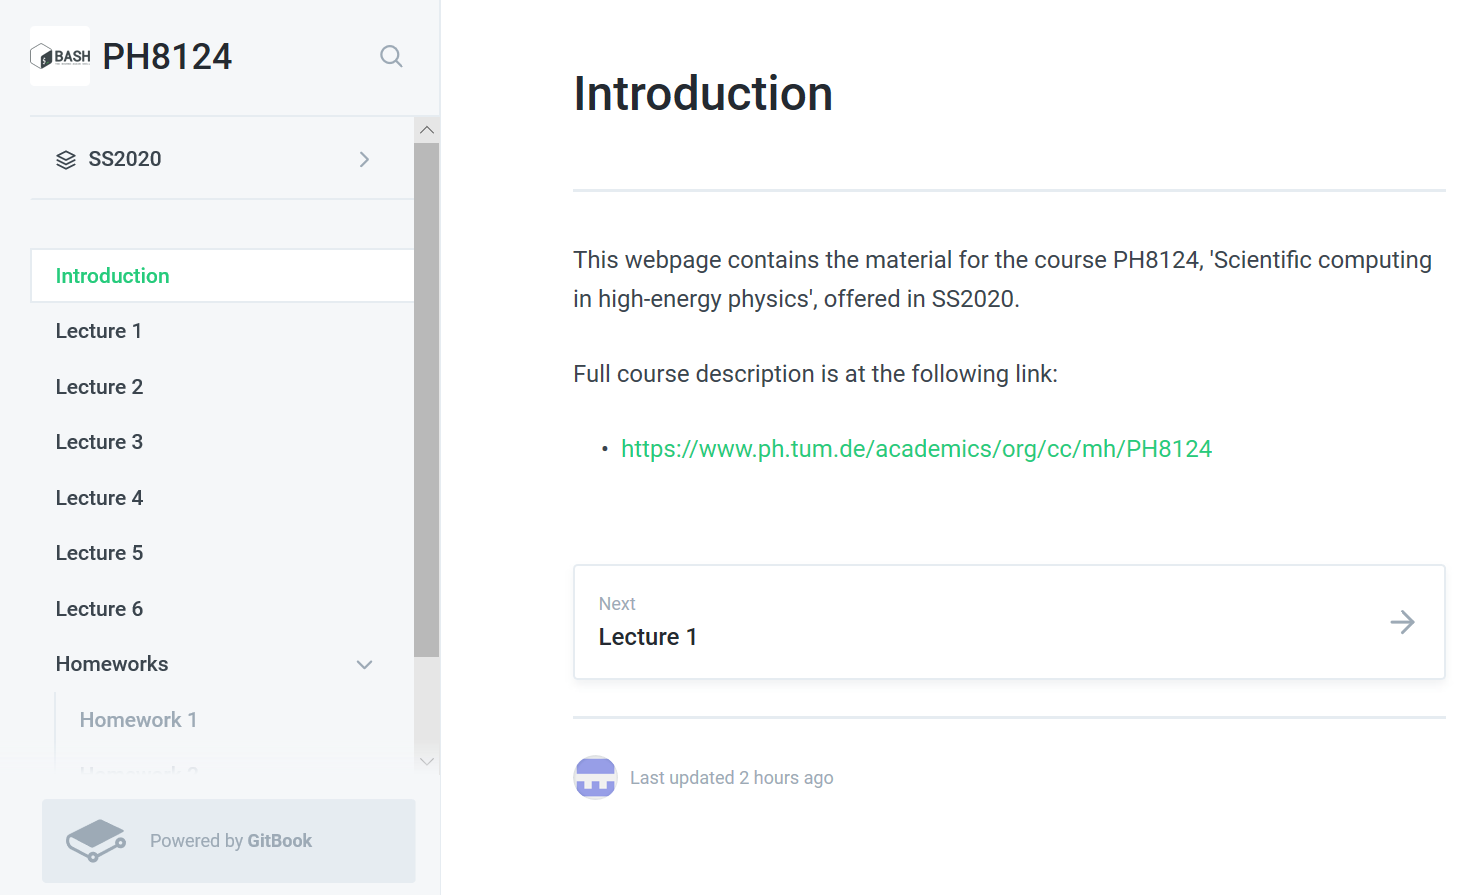 BASH
PH8124
SS2020
Introduction
Lecture 1
Lecture 2
Lecture 3
Lecture 4
Lecture 5
Lecture 6
Homeworks
Homework 1
Powered by GitBook
Introduction
This webpage contains the material for the course PH8124, 'Scientific computing
in high-energy physics', offered in SS2020.
Full course description is at the following link:
• https://www.ph.tum.de/academics/org/cc/mh/PH8124
Next
Lecture 1
Last updated 2 hours ago